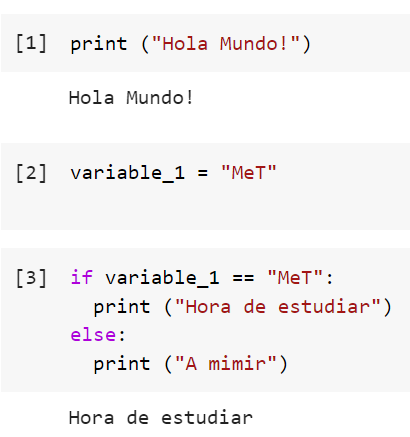 [1] print ("Hola Mundo!")
Hola Mundo!
[2] variable_1 = "MeT"
[3] if variable_1 == "MeT":
print ("Hora de estudiar")
else:
print ("A mimir")
Hora de estudiar